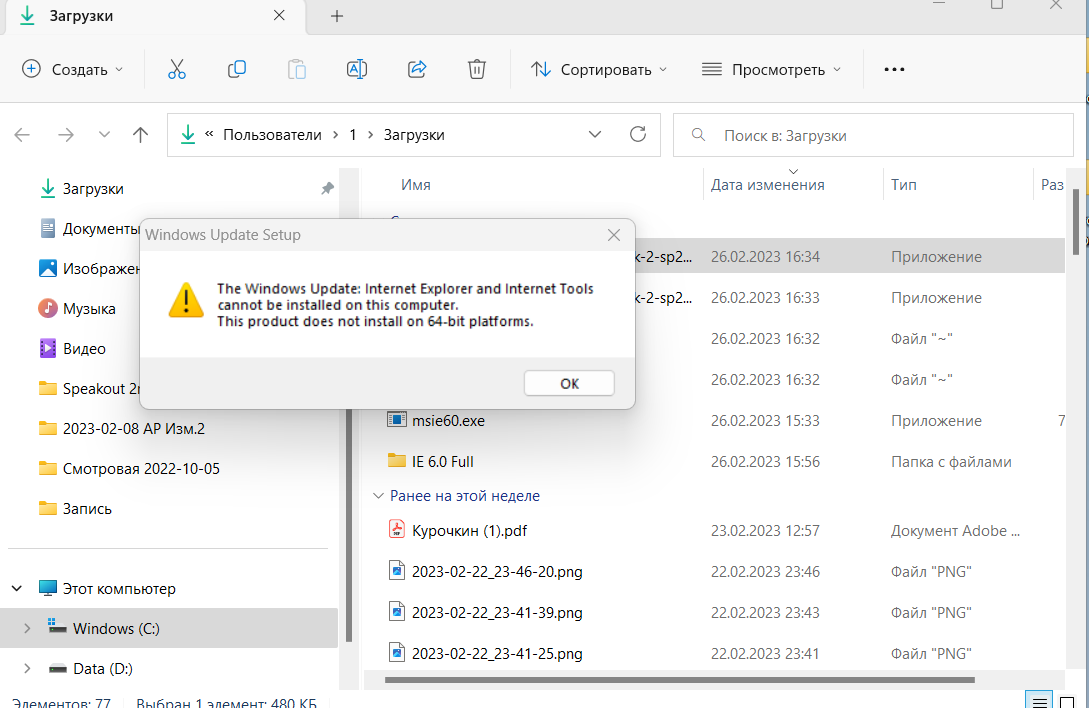 Загрузки
Создать
Сортировать
Просмотреть
« Пользователи › 1 › Загрузки
Поиск в: Загрузки
Имя
Дата изменения
Тип
Раз
Загрузки
Документы
Изображен
Музыка
Видео
Speakout 2
2023-02-08 АР Изм.2
Смотровая 2022-10-05
Запись
Этот компьютер
Windows (C:)
Data (D:)
Windows Update Setup
The Windows Update: Internet Explorer and Internet Tools
cannot be installed on this computer.
This product does not install on 64-bit platforms.
OK
k-2-sp2... 26.02.2023 16:34 Приложение
k-2-sp2... 26.02.2023 16:33 Приложение
26.02.2023 16:32 Файл "~"
26.02.2023 16:32 Файл "~"
msie60.exe 26.02.2023 15:33 Приложение 7
IE 6.0 Full 26.02.2023 15:56 Папка с файлами
Ранее на этой неделе
Курочкин (1).pdf 23.02.2023 12:57 Документ Adobe ...
2023-02-22_23-46-20.png 22.02.2023 23:46 Файл "PNG"
2023-02-22_23-41-39.png 22.02.2023 23:43 Файл "PNG"
2023-02-22_23-41-25.png 22.02.2023 23:41 Файл "PNG"
Элементов: 77 Выбран 1 элемент: 480 КБ